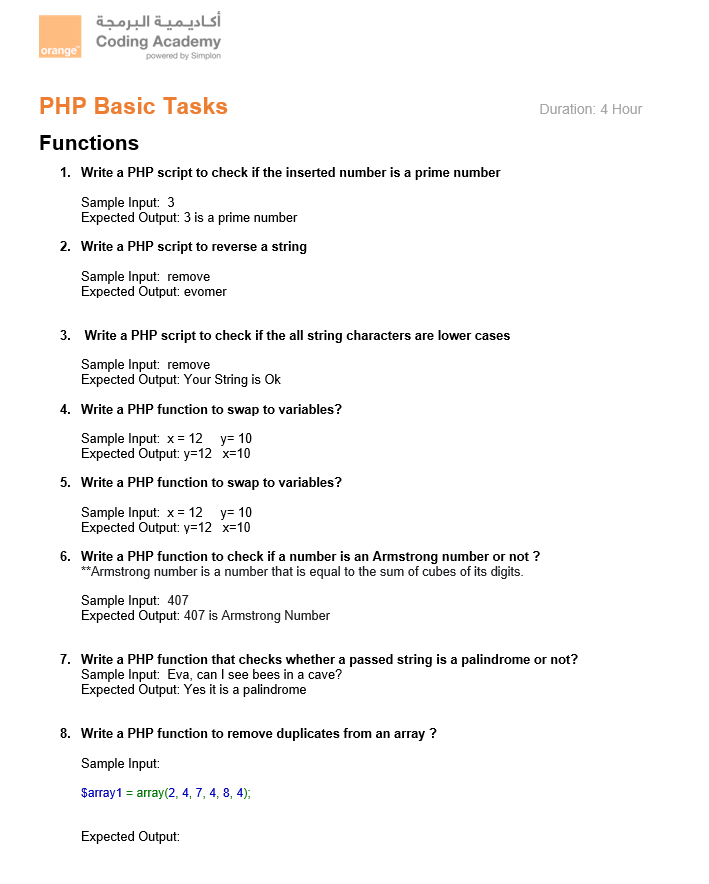 أكاديمية البرمجة
Coding Academy
powered by Simplon
orange™
PHP Basic Tasks
Duration: 4 Hour
Functions
1. Write a PHP script to check if the inserted number is a prime number
Sample Input: 3
Expected Output: 3 is a prime number
2. Write a PHP script to reverse a string
Sample Input: remove
Expected Output: evomer
3. Write a PHP script to check if the all string characters are lower cases
Sample Input: remove
Expected Output: Your String is Ok
4. Write a PHP function to swap to variables?
Sample Input: x = 12 y= 10
Expected Output: y=12 x=10
5. Write a PHP function to swap to variables?
Sample Input: x = 12 y= 10
Expected Output: y=12 x=10
6. Write a PHP function to check if a number is an Armstrong number or not ?
**Armstrong number is a number that is equal to the sum of cubes of its digits.
Sample Input: 407
Expected Output: 407 is Armstrong Number
7. Write a PHP function that checks whether a passed string is a palindrome or not?
Sample Input: Eva, can I see bees in a cave?
Expected Output: Yes it is a palindrome
8. Write a PHP function to remove duplicates from an array ?
Sample Input:
$array1 = array(2, 4, 7, 4, 8, 4);
Expected Output: